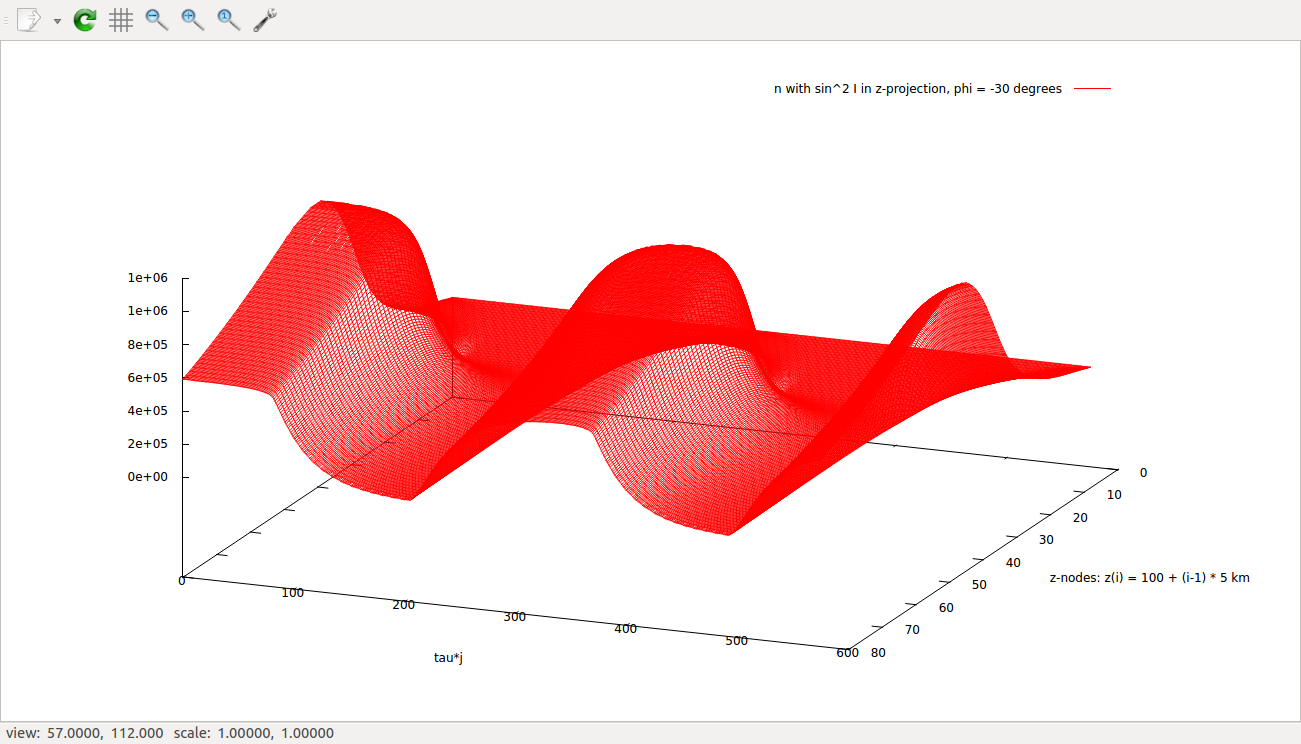 n with sin^2 I in z-projection, phi = -30 degrees
1e+06
1e+06
8e+05
6e+05
4e+05
2e+05
0e+00
0
100
200
300
400
500
600
tau*j
0
10
20
30
40
50
60
70
80
z-nodes: z(i) = 100 + (i-1) * 5 km
view: 57.0000, 112.000 scale: 1.00000, 1.00000